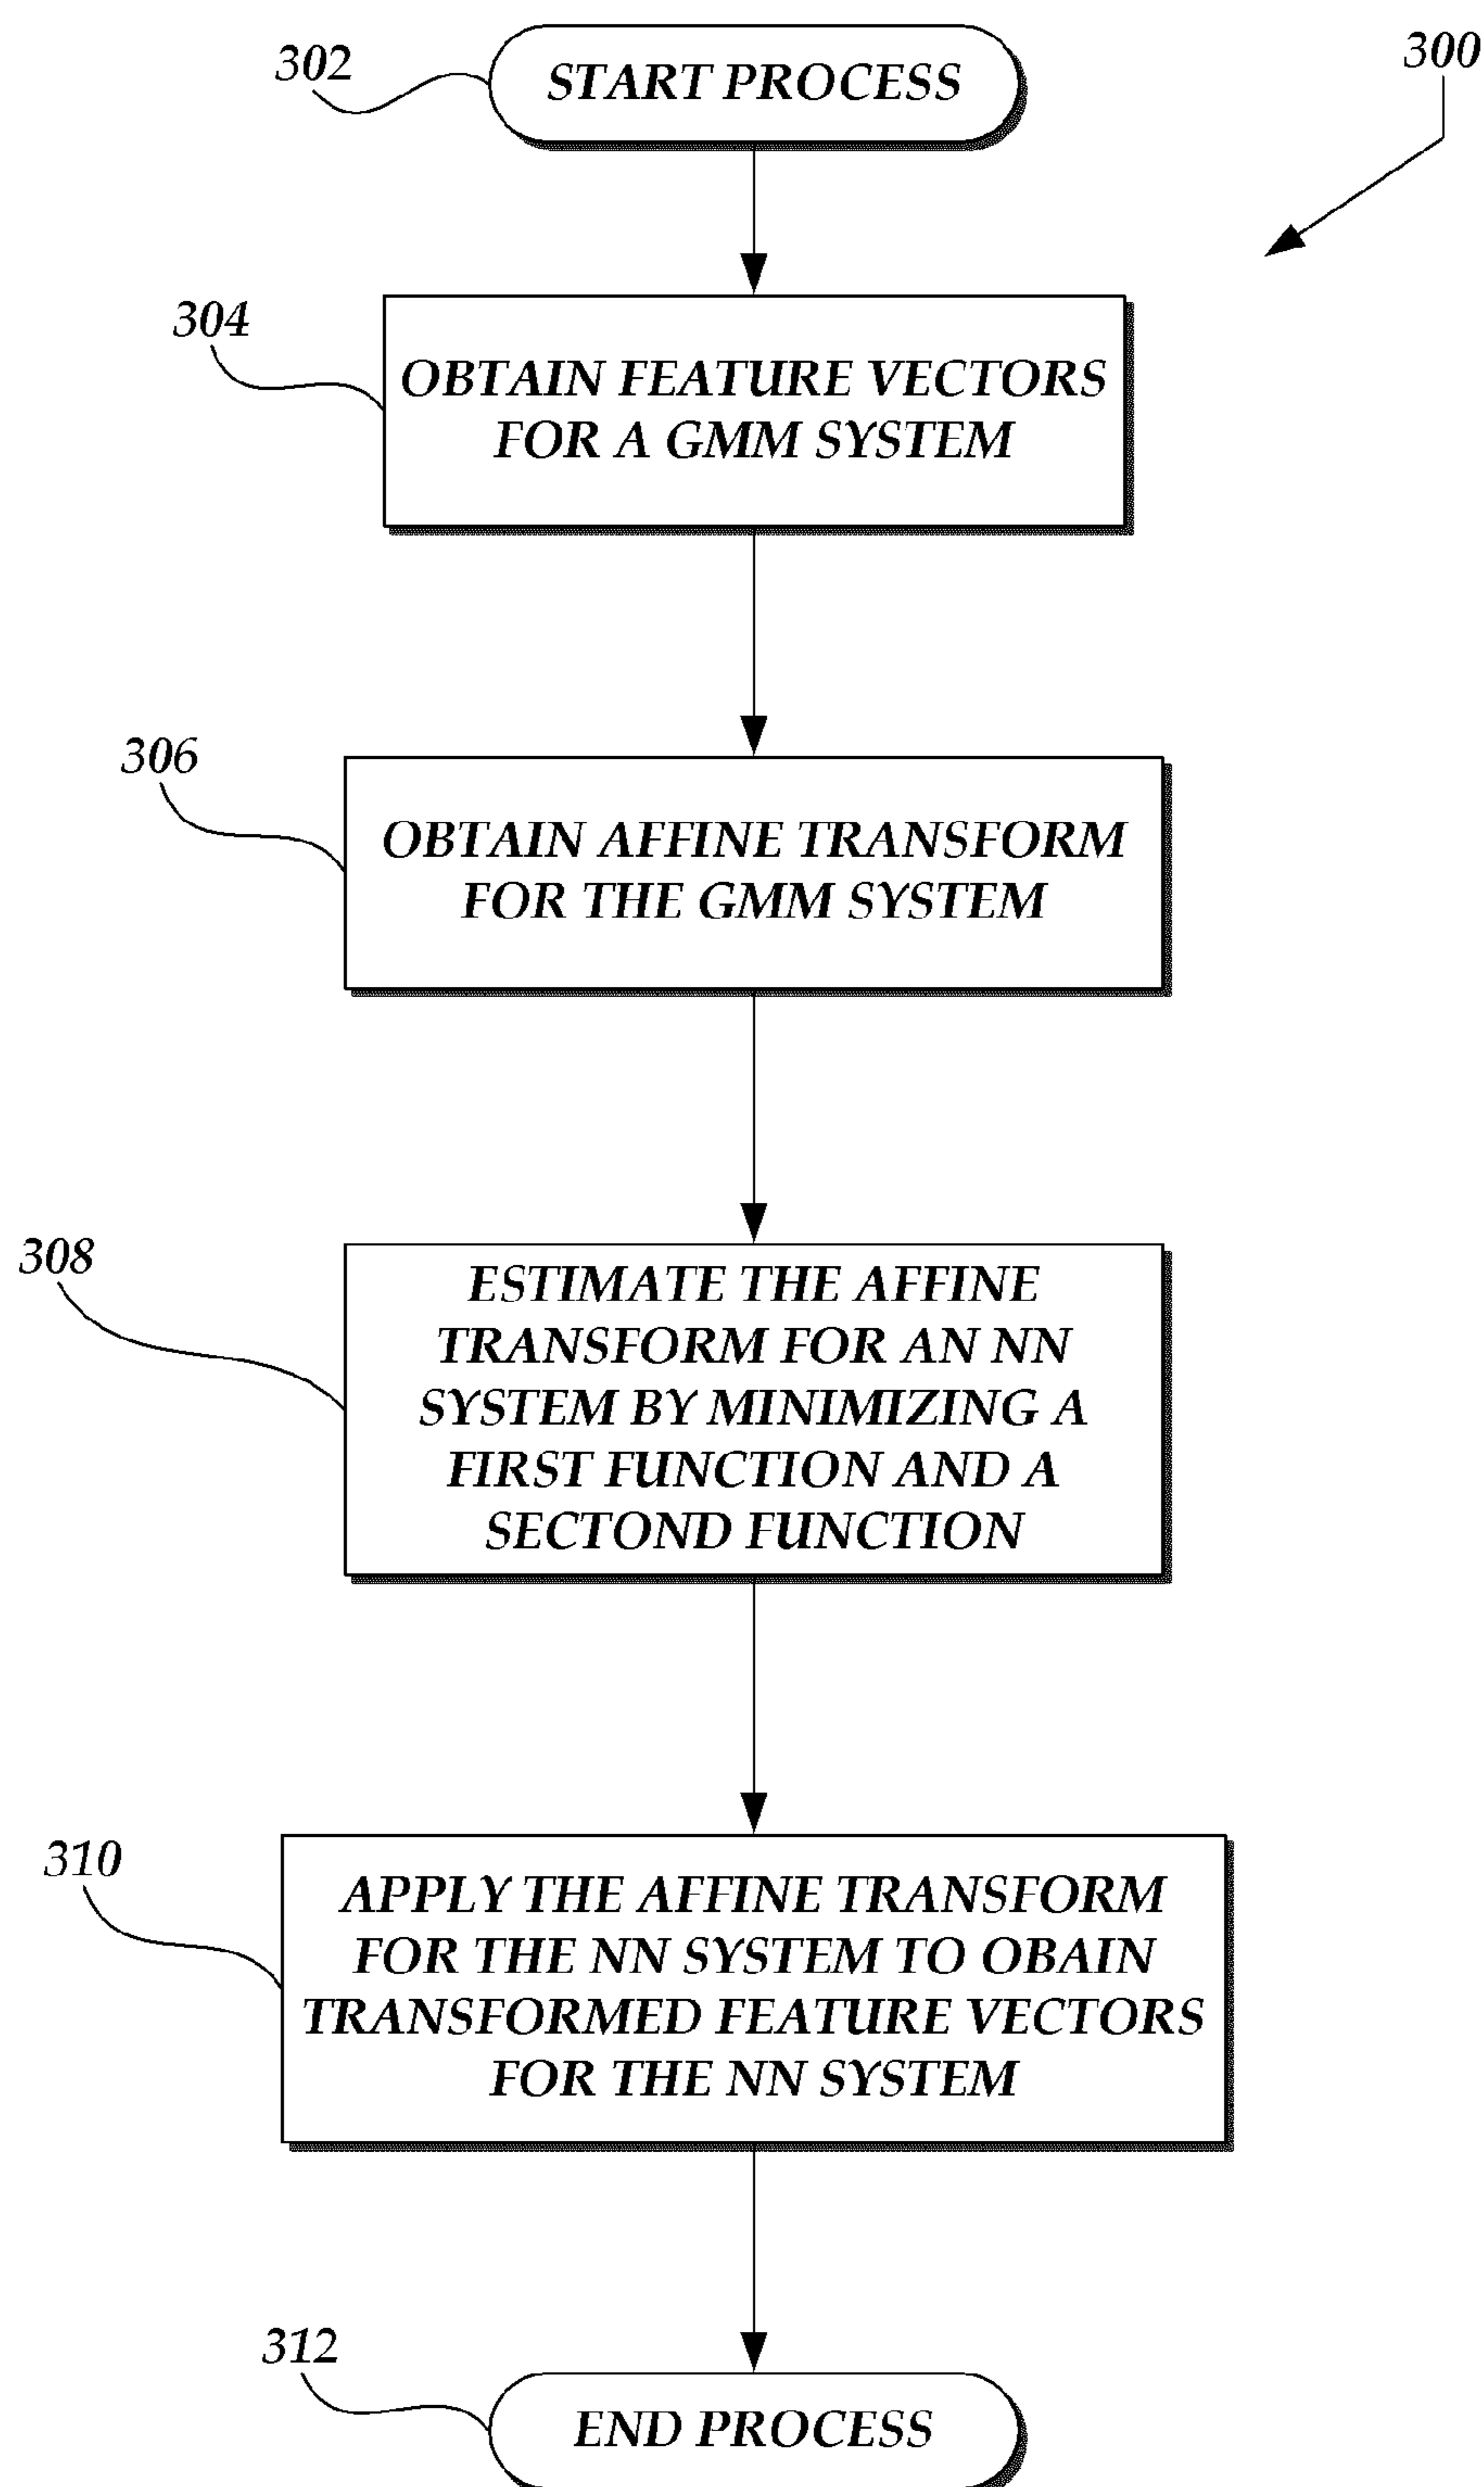 302
START PROCESS
300
304
OBTAIN FEATURE VECTORS
FOR A GMM SYSTEM
306
OBTAIN AFFINE TRANSFORM
FOR THE GMM SYSTEM
308
ESTIMATE THE AFFINE
TRANSFORM FOR AN NN
SYSTEM BY MINIMIZING A
FIRST FUNCTION AND A
SECTOND FUNCTION
310
APPLY THE AFFINE TRANSFORM
FOR THE NN SYSTEM TO OBAIN
TRANSFORMED FEATURE VECTORS
FOR THE NN SYSTEM
312
END PROCESS